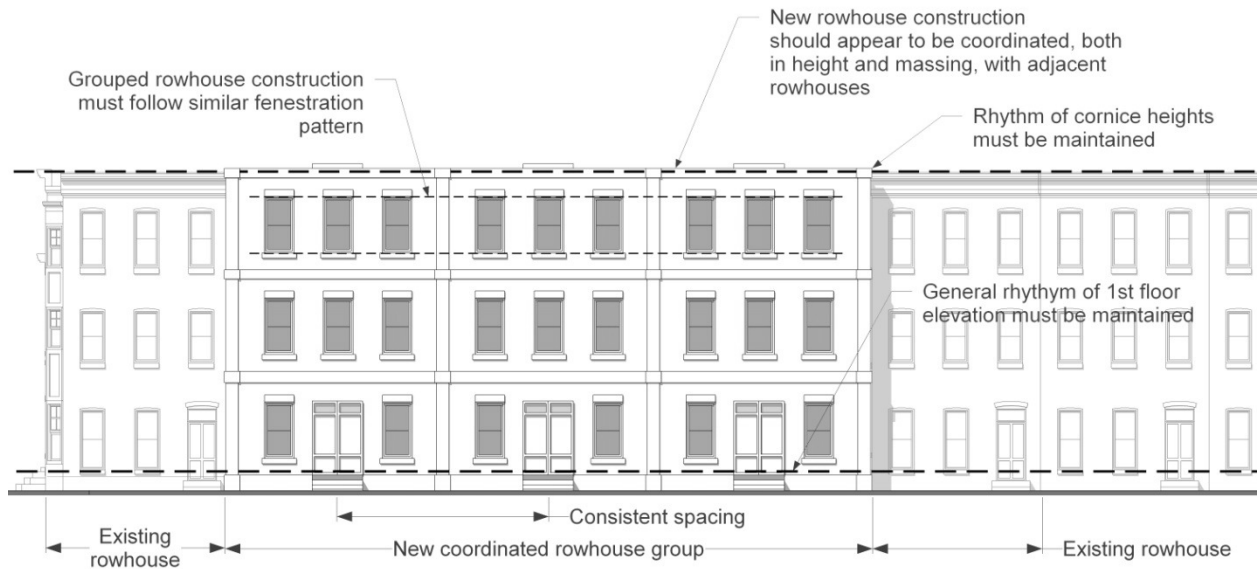 New rowhouse construction
should appear to be coordinated, both
in height and massing, with adjacent
rowhouses
Grouped rowhouse construction
must follow similar fenestration
pattern
Rhythm of cornice heights
must be maintained
General rhythym of 1st floor
elevation must be maintained
Consistent spacing
Existing
rowhouse
New coordinated rowhouse group
Existing rowhouse